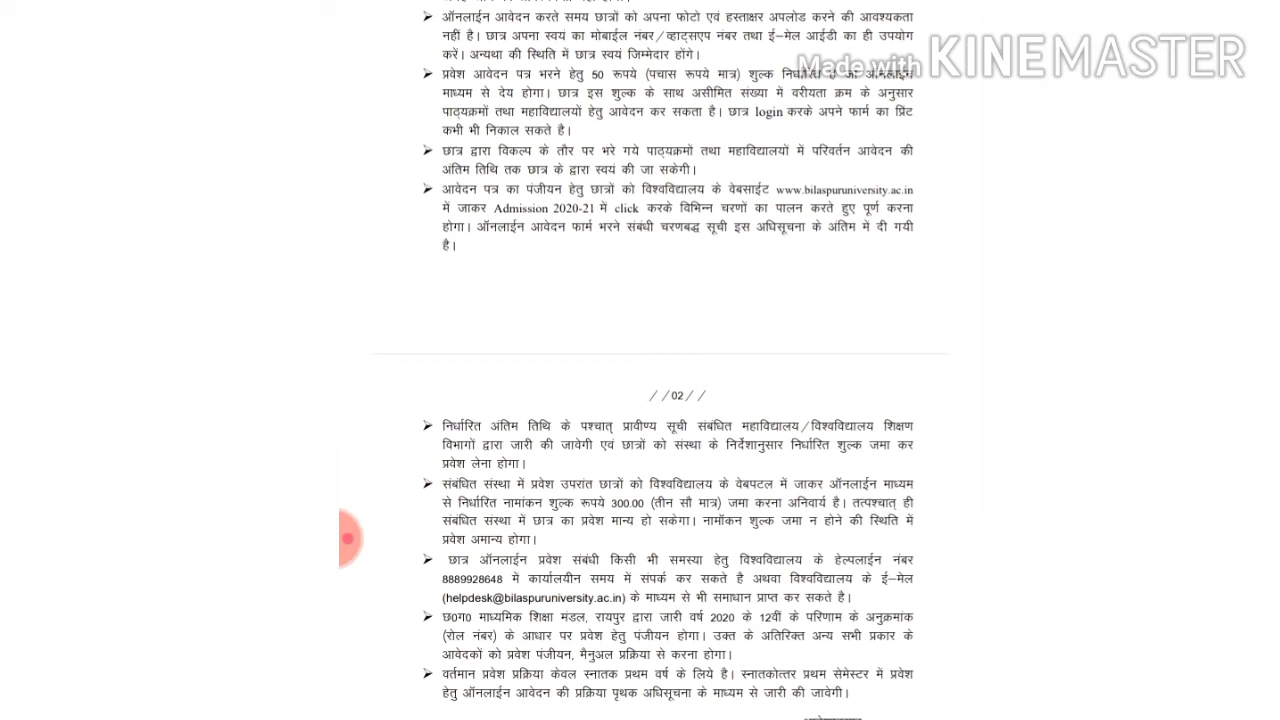 ऑनलाईन आवेदन करते समय छात्रों को अपना फोटो एवं हस्ताक्षर अपलोड करने की आवश्यकता
नहीं है। छात्र अपना स्वयं का मोबाईल नंबर/व्हाट्सएप नंबर तथा ई–मेल आईडी का ही उपयोग
करें। अन्यथा की स्थिति में छात्र स्वयं जिम्मेदार होंगे।
Made with KINEMASTER
प्रवेश आवेदन पत्र भरने हेतु 50 रूपये (पचास रूपये मात्र) शुल्क निर्धारित है जो ऑनलाईन
माध्यम से देय होगा। छात्र इस शुल्क के साथ असीमित संख्या में वरीयता क्रम के अनुसार
पाठ्यक्रमों तथा महाविद्यालयों हेतु आवेदन कर सकता है। छात्र login करके अपने फार्म का प्रिंट
कभी भी निकाल सकते है।
छात्र द्वारा विकल्प के तौर पर भरे गये पाठ्यक्रमों तथा महाविद्यालयों में परिवर्तन आवेदन की
अंतिम तिथि तक छात्र के द्वारा स्वयं की जा सकेगी।
आवेदन पत्र का पंजीयन हेतु छात्रों को विश्वविद्यालय के वेबसाईट www.bilaspuruniversity.ac.in
में जाकर Admission 2020-21 में click करके विभिन्न चरणों का पालन करते हुए पूर्ण करना
होगा। ऑनलाईन आवेदन फार्म भरने संबंधी चरणबद्ध सूची इस अधिसूचना के अंतिम में दी गयी
है।
//02//
निर्धारित अंतिम तिथि के पश्चात् प्रावीण्य सूची संबंधित महाविद्यालय/विश्वविद्यालय शिक्षण
विभागों द्वारा जारी की जावेगी एवं छात्रों को संस्था के निर्देशानुसार निर्धारित शुल्क जमा कर
प्रवेश लेना होगा।
संबंधित संस्था में प्रवेश उपरांत छात्रों को विश्वविद्यालय के वेबपटल में जाकर ऑनलाईन माध्यम
से निर्धारित नामांकन शुल्क रूपये 300.00 (तीन सौ मात्र) जमा करना अनिवार्य है। तत्पश्चात् ही
संबंधित संस्था में छात्र का प्रवेश मान्य हो सकेगा। नामॉकन शुल्क जमा न होने की स्थिति में
प्रवेश अमान्य होगा।
छात्र ऑनलाईन प्रवेश संबंधी किसी भी समस्या हेतु विश्वविद्यालय के हेल्पलाईन नंबर
8889928648 में कार्यालयीन समय में संपर्क कर सकते है अथवा विश्वविद्यालय के ई–मेल
(helpdesk@bilaspuruniversity.ac.in) के माध्यम से भी समाधान प्राप्त कर सकते है।
छ0ग0 माध्यमिक शिक्षा मंडल, रायपुर द्वारा जारी वर्ष 2020 के 12वीं के परिणाम के अनुक्रमांक
(रोल नंबर) के आधार पर प्रवेश हेतु पंजीयन होगा। उक्त के अतिरिक्त अन्य सभी प्रकार के
आवेदकों को प्रवेश पंजीयन, मैनुअल प्रक्रिया से करना होगा।
वर्तमान प्रवेश प्रक्रिया केवल स्नातक प्रथम वर्ष के लिये है। स्नातकोत्तर प्रथम सेमेस्टर में प्रवेश
हेतु ऑनलाईन आवेदन की प्रक्रिया पृथक अधिसूचना के माध्यम से जारी की जावेगी।